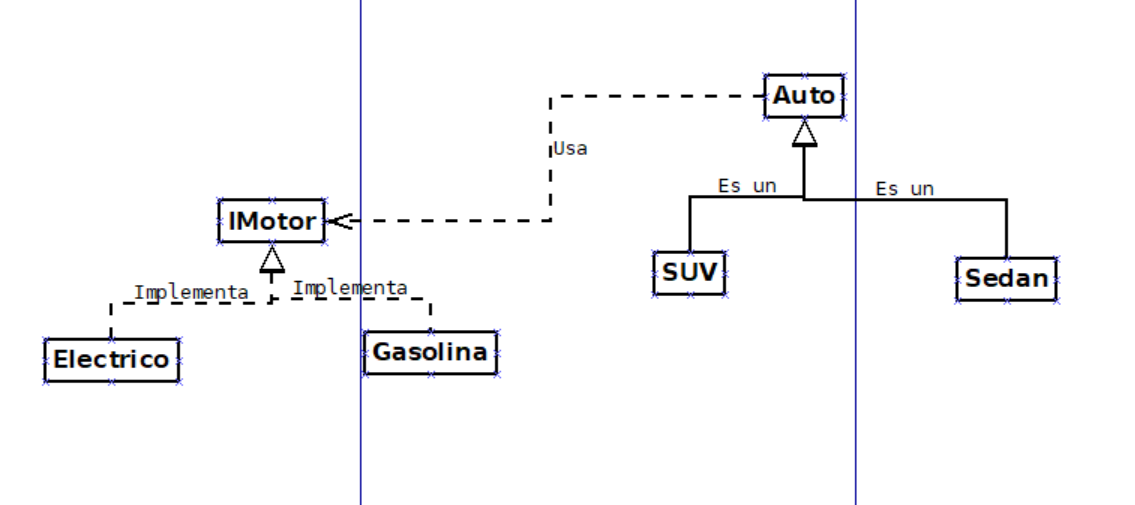 Auto
Usa
Es un
Es un
IMotor
SUV
Sedan
Implementa
Implementa
Electrico
Gasolina